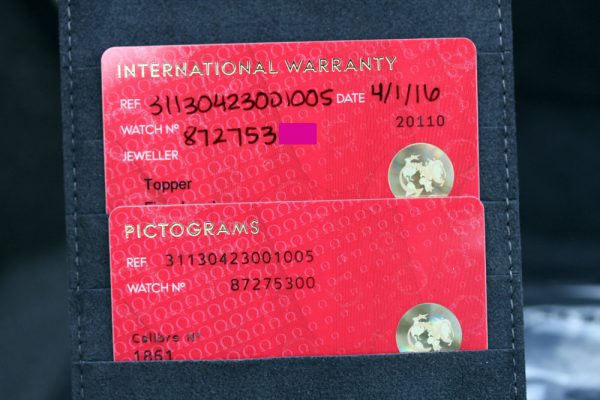 INTERNATIONAL WARRANTY
REF. 31130423001005 DATE 4/1/16
WATCH Nº 872753
20110
JEWELLER
Topper
PICTOGRAMS
REF. 31130423001005
WATCH Nº 87275300
Calibre Nº
1861